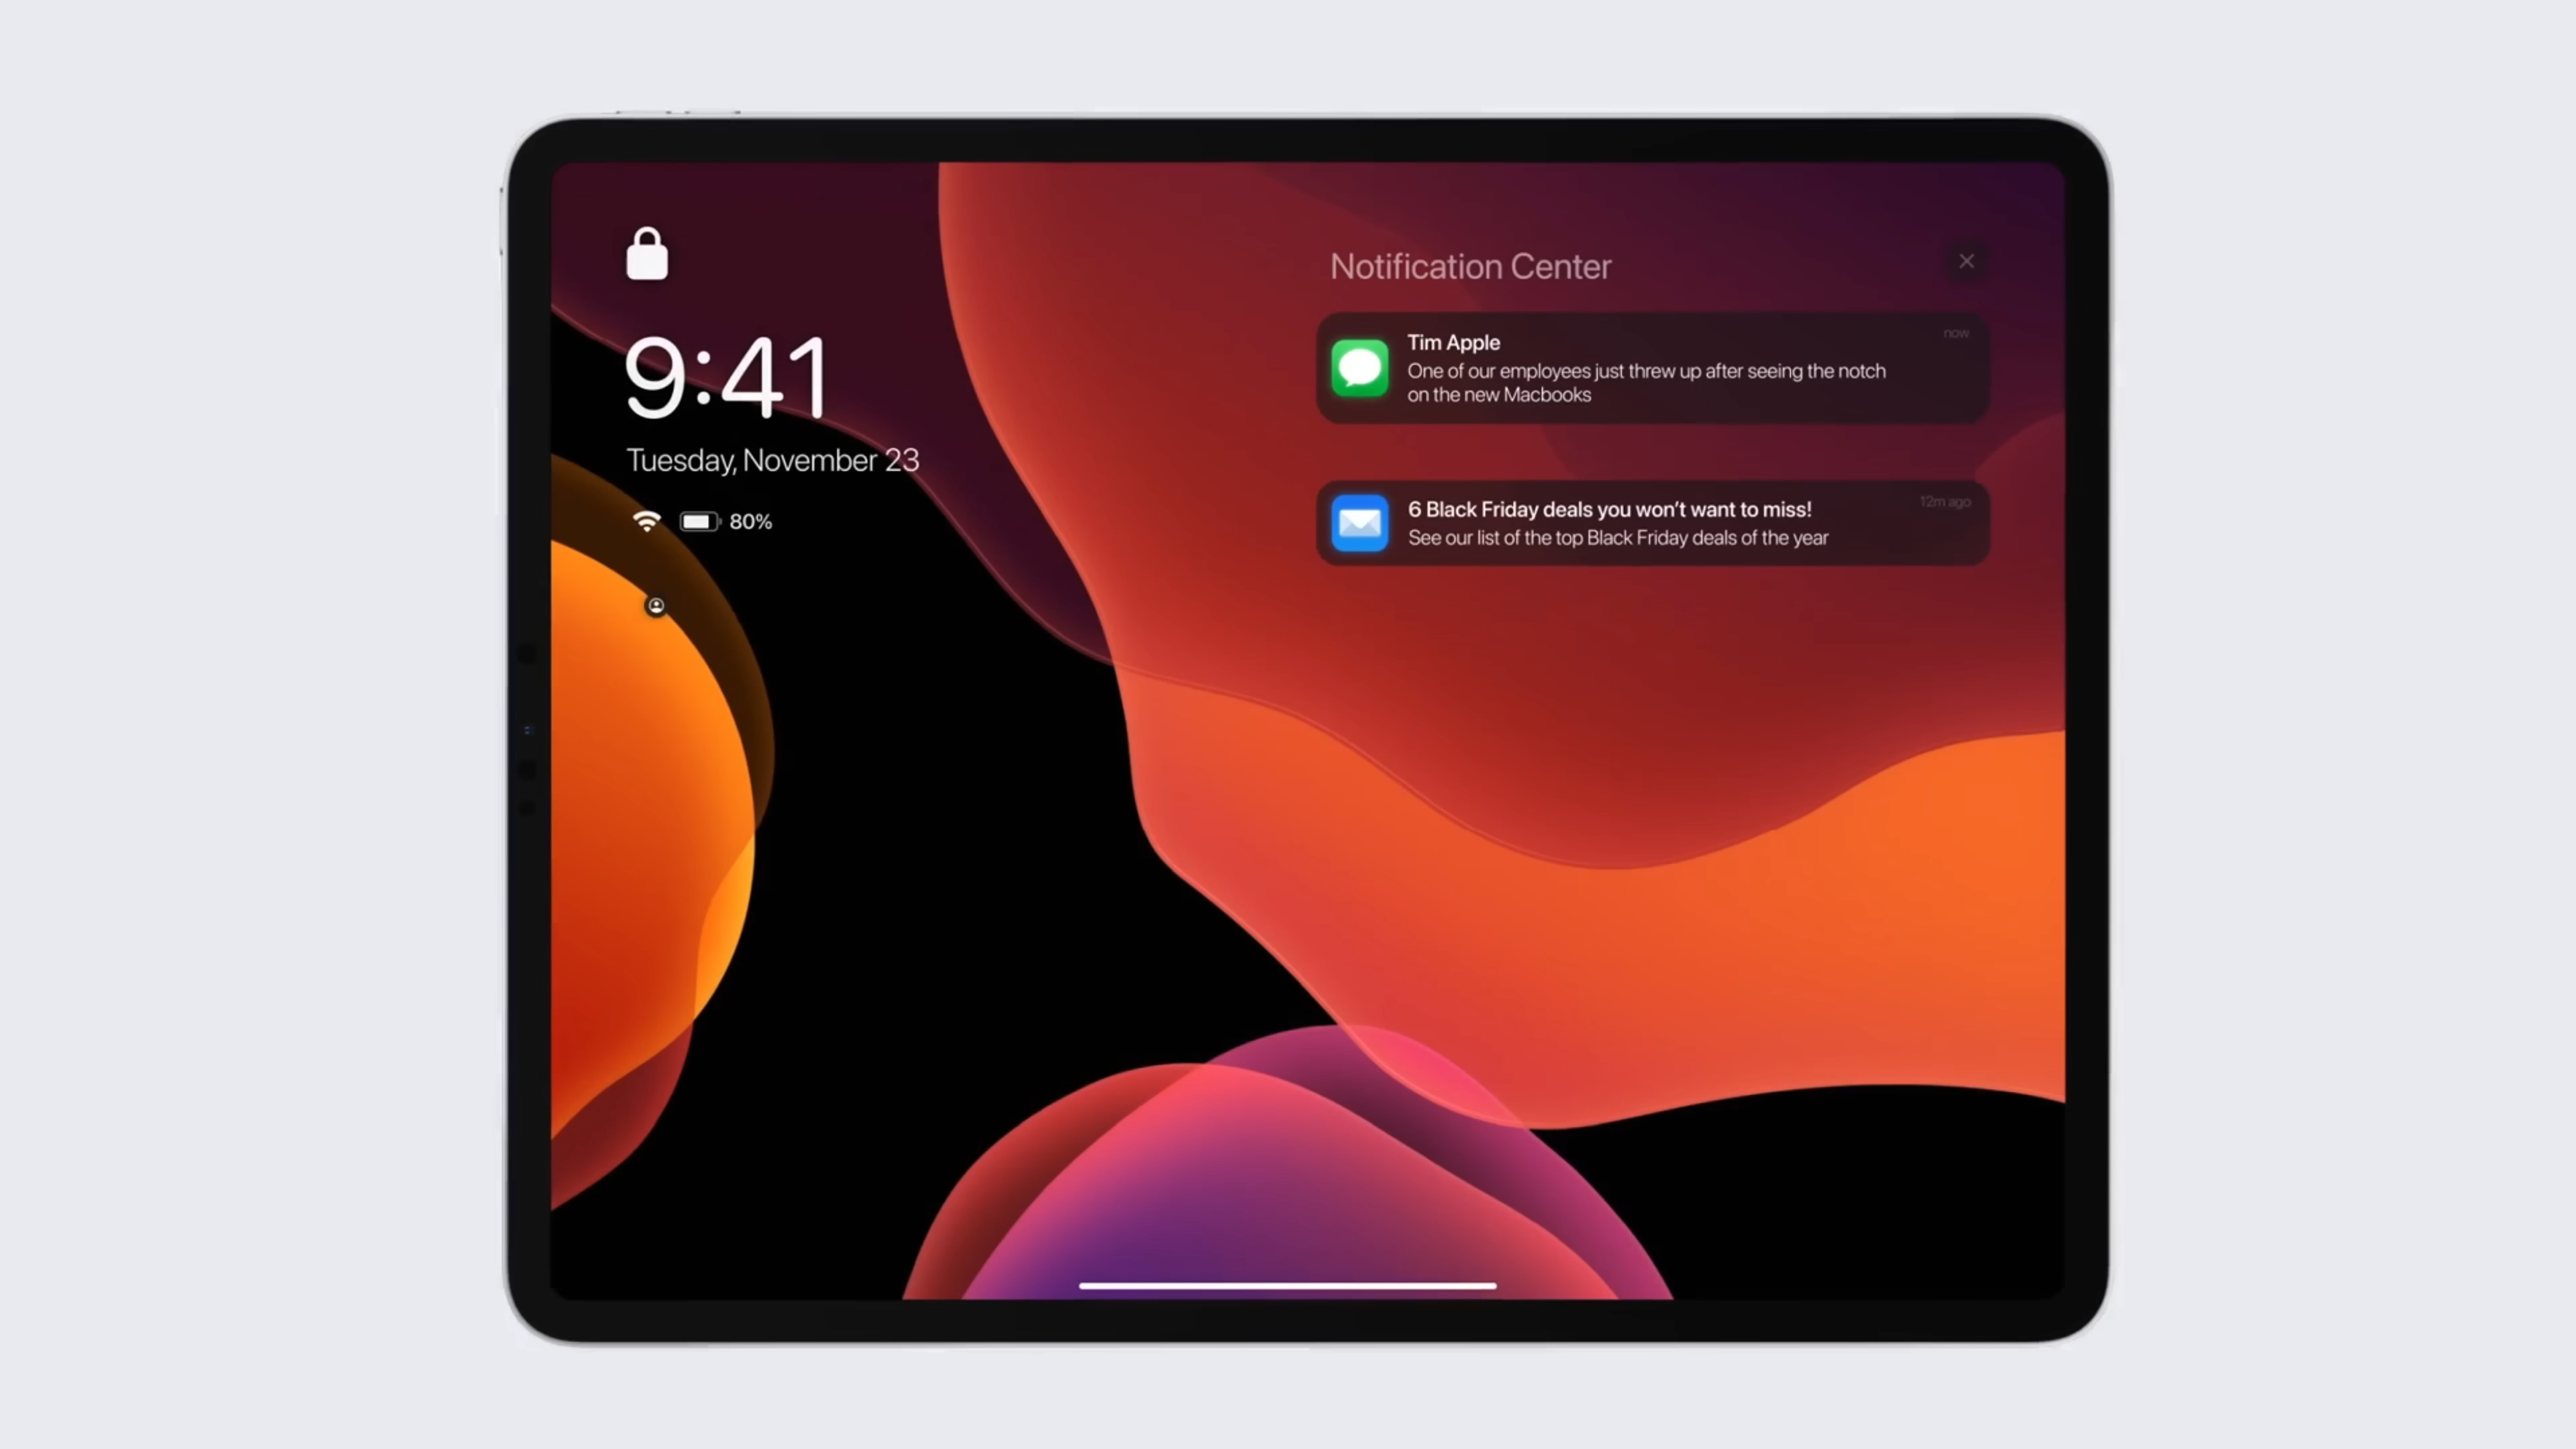 9:41
Tuesday, November 23
80%
Notification Center
Tim Apple
now
One of our employees just threw up after seeing the notch
on the new Macbooks
6 Black Friday deals you won't want to miss!
12m ago
See our list of the top Black Friday deals of the year